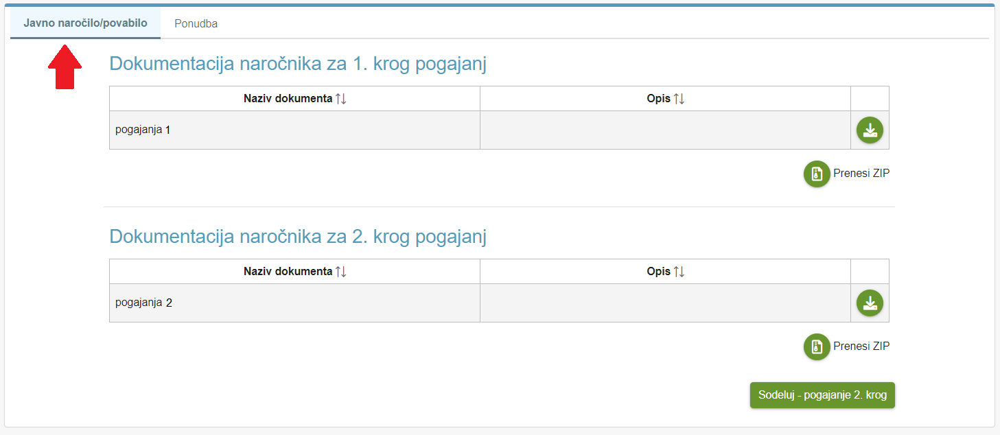 Javno naročilo/povabilo Ponudba
Dokumentacija naročnika za 1. krog pogajanj
Naziv dokumenta Opis
pogajanja 1
Prenesi ZIP
Dokumentacija naročnika za 2. krog pogajanj
Naziv dokumenta Opis
pogajanja 2
Prenesi ZIP
Sodeluj - pogajanje 2. krog